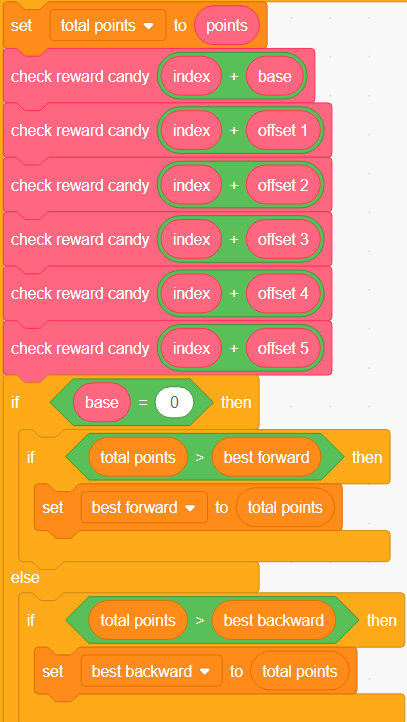 set total points to points
check reward candy index + base
check reward candy index + offset 1
check reward candy index + offset 2
check reward candy index + offset 3
check reward candy index + offset 4
check reward candy index + offset 5
if base = 0 then
if total points > best forward then
set best forward to total points
else
if total points > best backward then
set best backward to total points